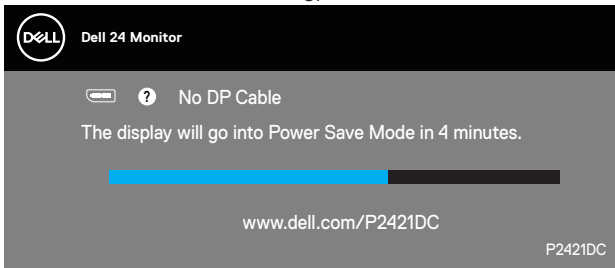 DELL Dell 24 Monitor
? No DP Cable
The display will go into Power Save Mode in 4 minutes.
www.dell.com/P2421DC
P2421DC